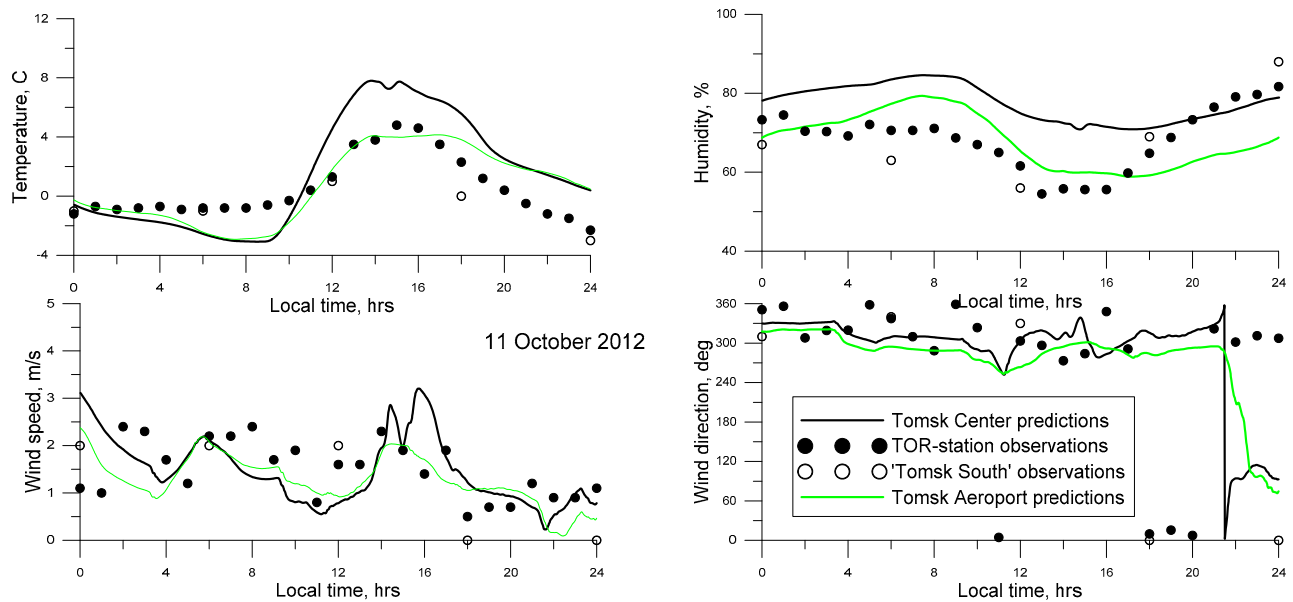 12
8
4
0
-4
Temperature, C
0 4 8 12 16 20 24
Local time, hrs
100
80
60
40
Humidity, %
0 4 8 12 16 20 24
Local time, hrs
5
4
3
2
1
0
Wind speed, m/s
11 October 2012
0 4 8 12 16 20 24
Local time, hrs
360
300
240
180
120
60
0
Wind direction, deg
Tomsk Center predictions
TOR-station observations
'Tomsk South' observations
Tomsk Aeroport predictions
0 4 8 12 16 20 24
Local time, hrs